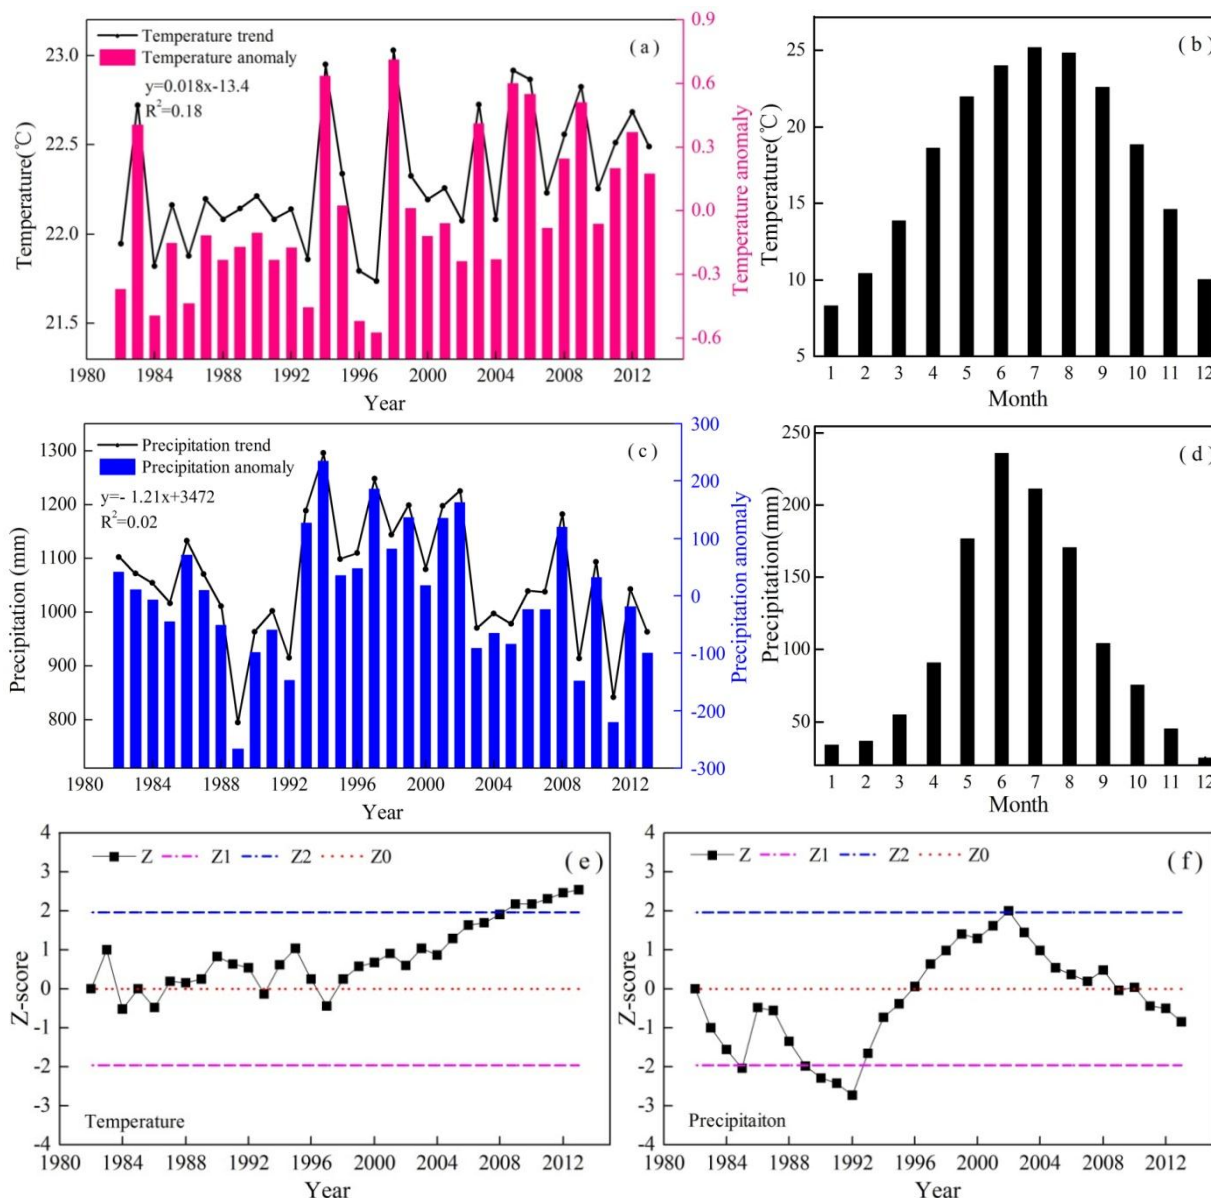 Temperature trend
Temperature anomaly
y=0.018x-13.4
R²=0.18
( a )
23.0
22.5
22.0
21.5
Temperature(℃)
0.9
0.6
0.3
0.0
-0.3
-0.6
Temperature anomaly
1980 1984 1988 1992 1996 2000 2004 2008 2012
Year
( b )
25
20
15
10
5
Temperature(℃)
1 2 3 4 5 6 7 8 9 10 11 12
Month
Precipitation trend
Precipitation anomaly
y=- 1.21x+3472
R²=0.02
( c )
1300
1200
1100
1000
900
800
Precipitation (mm)
300
200
100
0
-100
-200
-300
Precipitation anomaly
1980 1984 1988 1992 1996 2000 2004 2008 2012
Year
( d )
250
200
150
100
50
Precipitation(mm)
1 2 3 4 5 6 7 8 9 10 11 12
Month
Z Z1 Z2 Z0
( e )
4
3
2
1
0
-1
-2
-3
-4
Z-score
Temperature
1980 1984 1988 1992 1996 2000 2004 2008 2012
Year
Z Z1 Z2 Z0
( f )
4
3
2
1
0
-1
-2
-3
-4
Z-score
Precipitaiton
1980 1984 1988 1992 1996 2000 2004 2008 2012
Year